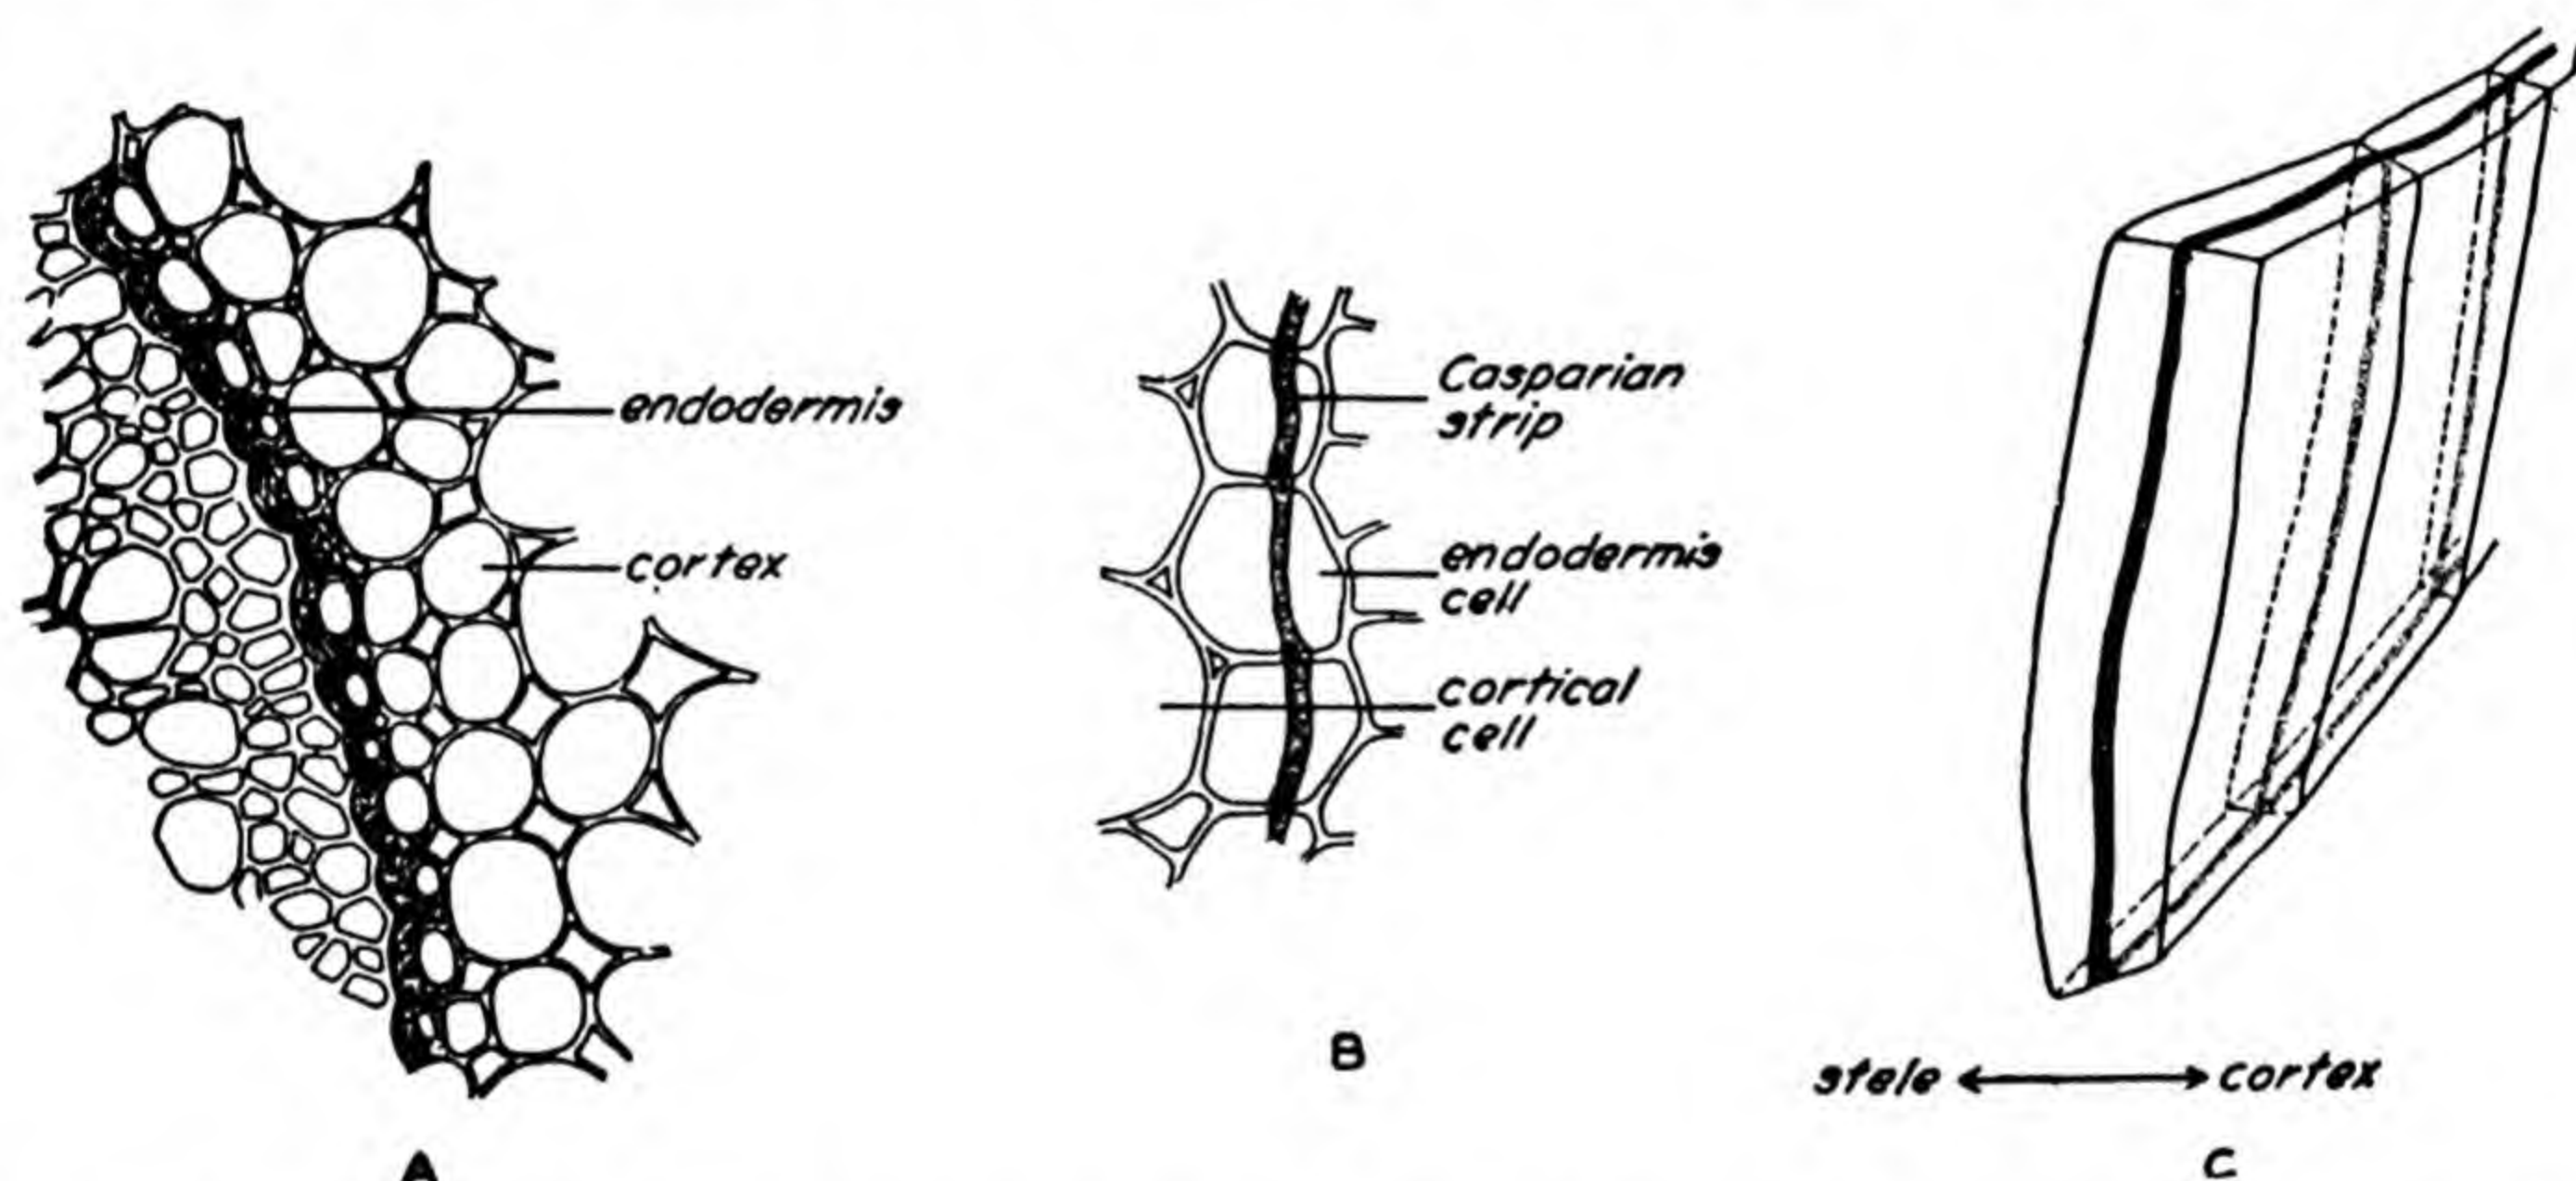 endodermis
cortex
A
Casparian
strip
endodermis
cell
cortical
cell
B
stele
cortex
C